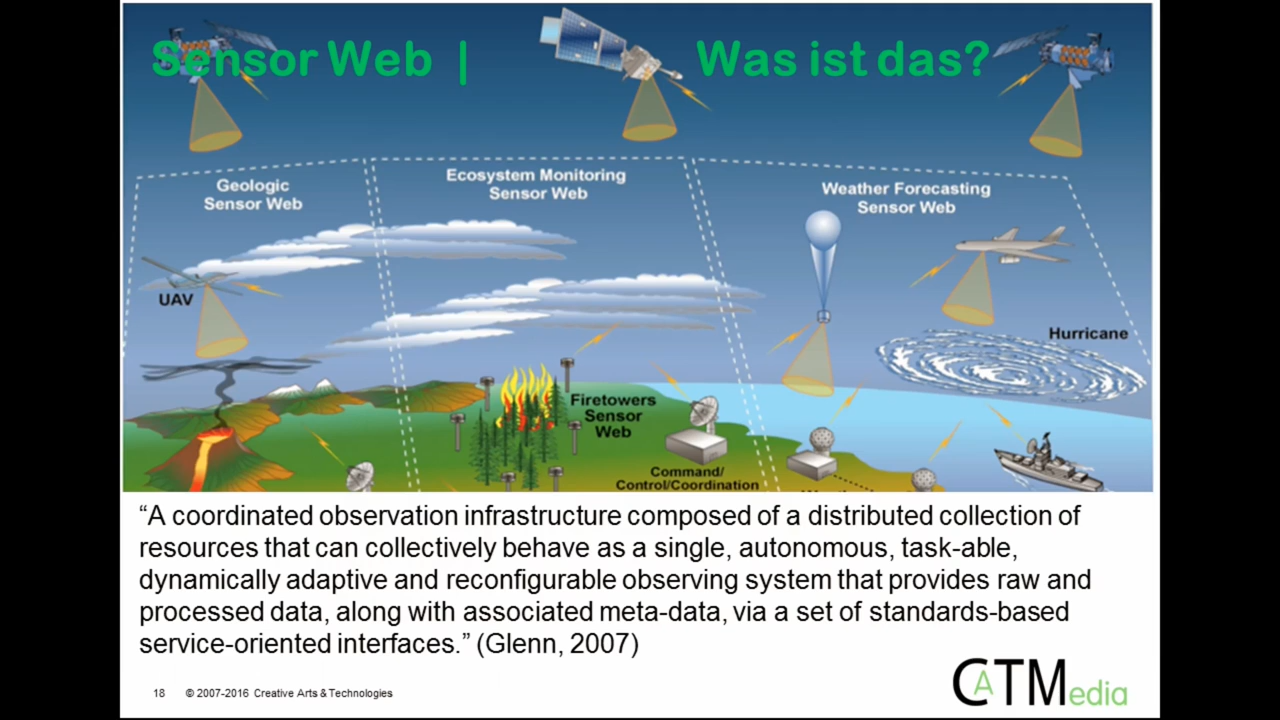 Sensor Web | Was ist das?
Geologic
Sensor Web
Ecosystem Monitoring
Sensor Web
Weather Forecasting
Sensor Web
UAV
Hurricane
Firetowers
Sensor
Web
Command/
Control/Coordination
“A coordinated observation infrastructure composed of a distributed collection of
resources that can collectively behave as a single, autonomous, task-able,
dynamically adaptive and reconfigurable observing system that provides raw and
processed data, along with associated meta-data, via a set of standards-based
service-oriented interfaces.” (Glenn, 2007)
18 © 2007-2016 Creative Arts & Technologies
CATMedia